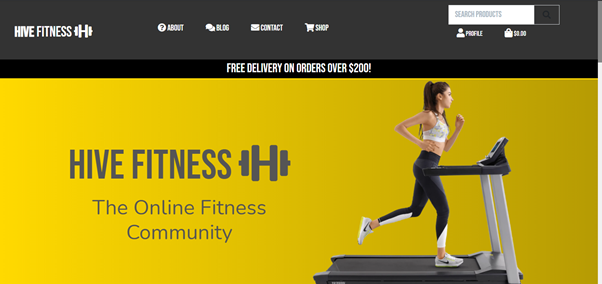 HIVE FITNESS
ABOUT
BLOG
CONTACT
SHOP
SEARCH PRODUCTS
PROFILE
$0.00
FREE DELIVERY ON ORDERS OVER $200!
HIVE FITNESS
The Online Fitness
Community